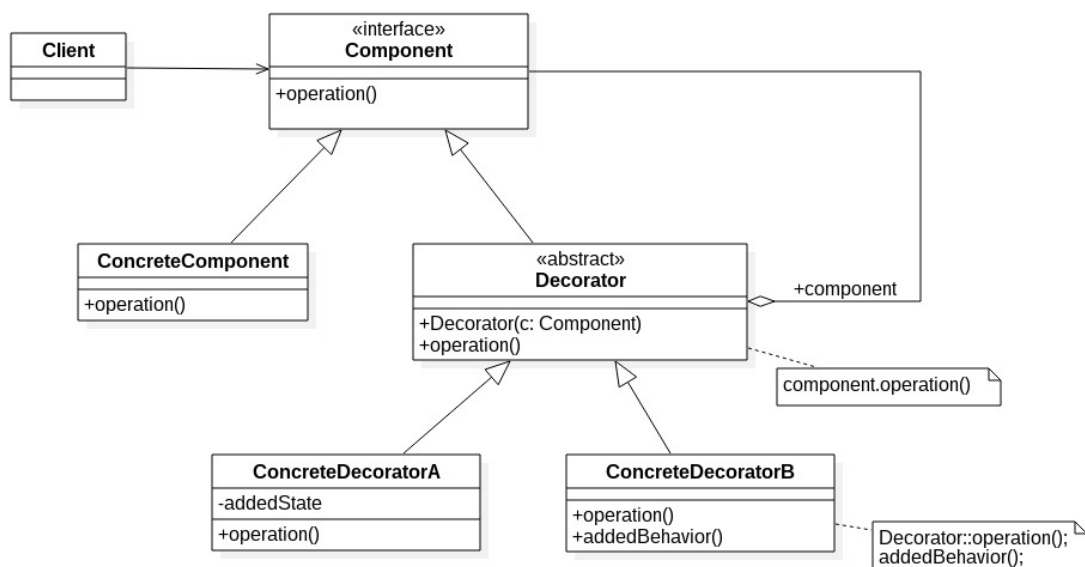 Client
«interface»
Component
+operation()
ConcreteComponent
+operation()
«abstract»
Decorator
+Decorator(c: Component)
+operation()
+component
component.operation()
ConcreteDecoratorA
-addedState
+operation()
ConcreteDecoratorB
+operation()
+addedBehavior()
Decorator::operation();
addedBehavior();